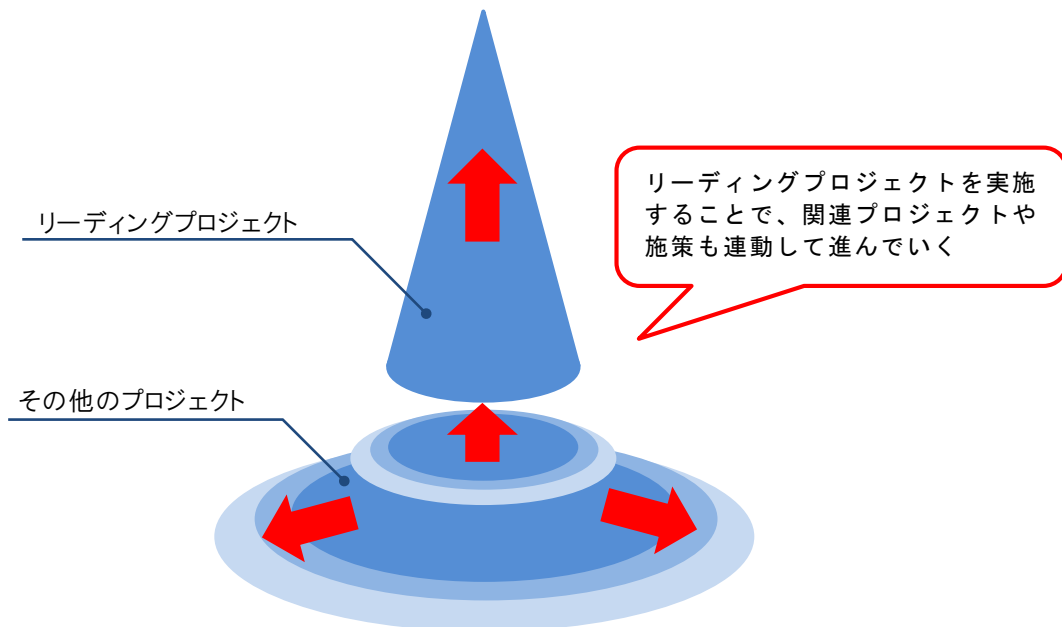 リーディングプロジェクト
リーディングプロジェクトを実施
することで、関連プロジェクトや
施策も連動して進んでいく
その他のプロジェクト